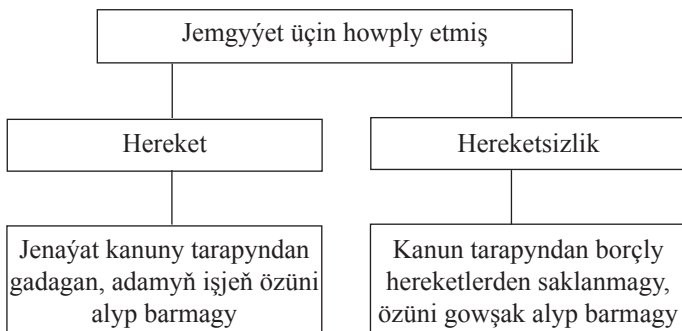 Jemgyýet üçin howply etmiş
Hereket
Hereketsizlik
Jenaýat kanuny tarapyndan
gadagan, adamyň işjeň özüni
alyp barmagy
Kanun tarapyndan borçly
hereketlerden saklanmagy,
özüni gowşak alyp barmagy